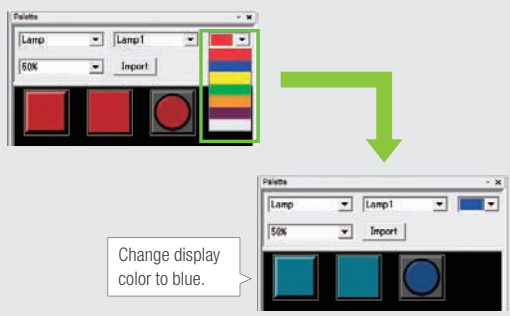 Palette
Lamp Lamp1
50% Import
Palette
Lamp Lamp1
50% Import
Change display
color to blue.